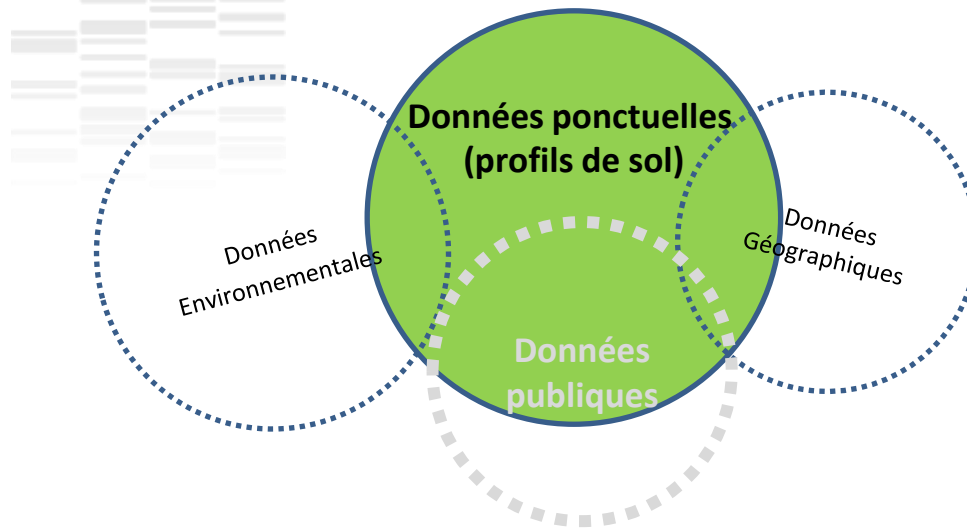 Données ponctuelles
(profils de sol)
Données
Environnementales
Données
Géographiques
Données
publiques